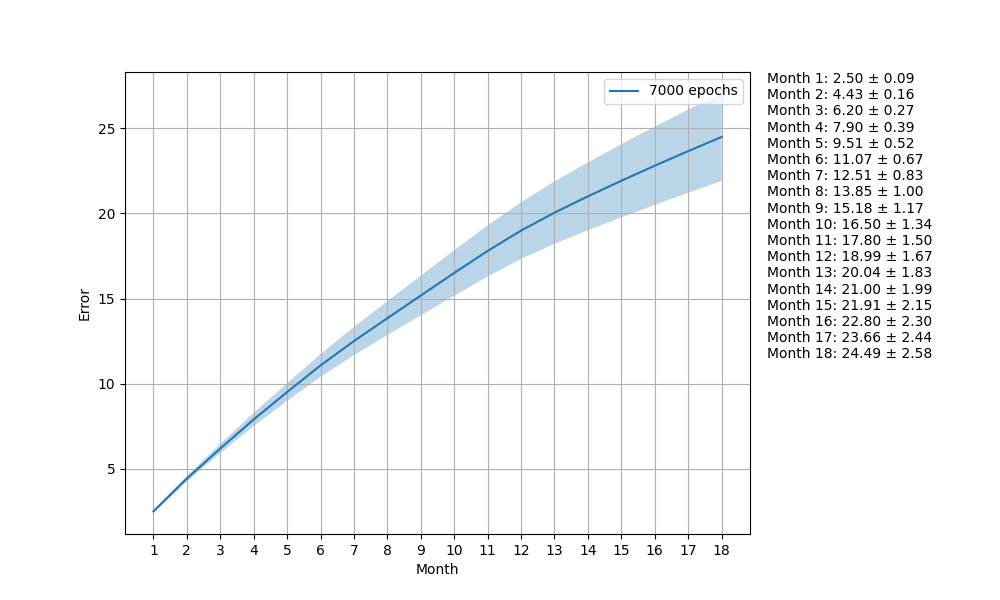 7000 epochs
25
20
15
10
5
Error
1 2 3 4 5 6 7 8 9 10 11 12 13 14 15 16 17 18
Month
Month 1: 2.50 ± 0.09
Month 2: 4.43 ± 0.16
Month 3: 6.20 ± 0.27
Month 4: 7.90 ± 0.39
Month 5: 9.51 ± 0.52
Month 6: 11.07 ± 0.67
Month 7: 12.51 ± 0.83
Month 8: 13.85 ± 1.00
Month 9: 15.18 ± 1.17
Month 10: 16.50 ± 1.34
Month 11: 17.80 ± 1.50
Month 12: 18.99 ± 1.67
Month 13: 20.04 ± 1.83
Month 14: 21.00 ± 1.99
Month 15: 21.91 ± 2.15
Month 16: 22.80 ± 2.30
Month 17: 23.66 ± 2.44
Month 18: 24.49 ± 2.58